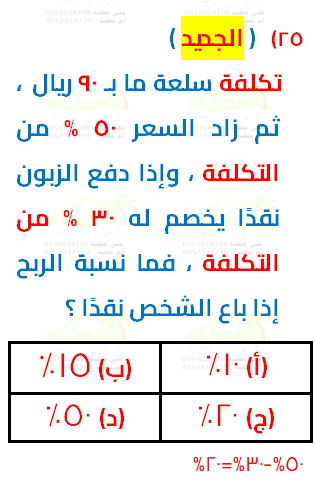 ٢٥) ( الجديد )
تكلفة سلعة ما بـ ٩٠ ريال ،
ثم زاد السعر ٥٠ % من
التكلفة ، وإذا دفع الزبون
نقدًا يخصم له ٣٠ % من
التكلفة ، فما نسبة الربح
إذا باع الشخص نقدًا ؟
(أ) ١٠٪ (ب) ١٥٪
(ج) ٢٠٪ (د) ٥٠٪
٥٠%-٣٠%=٢٠%